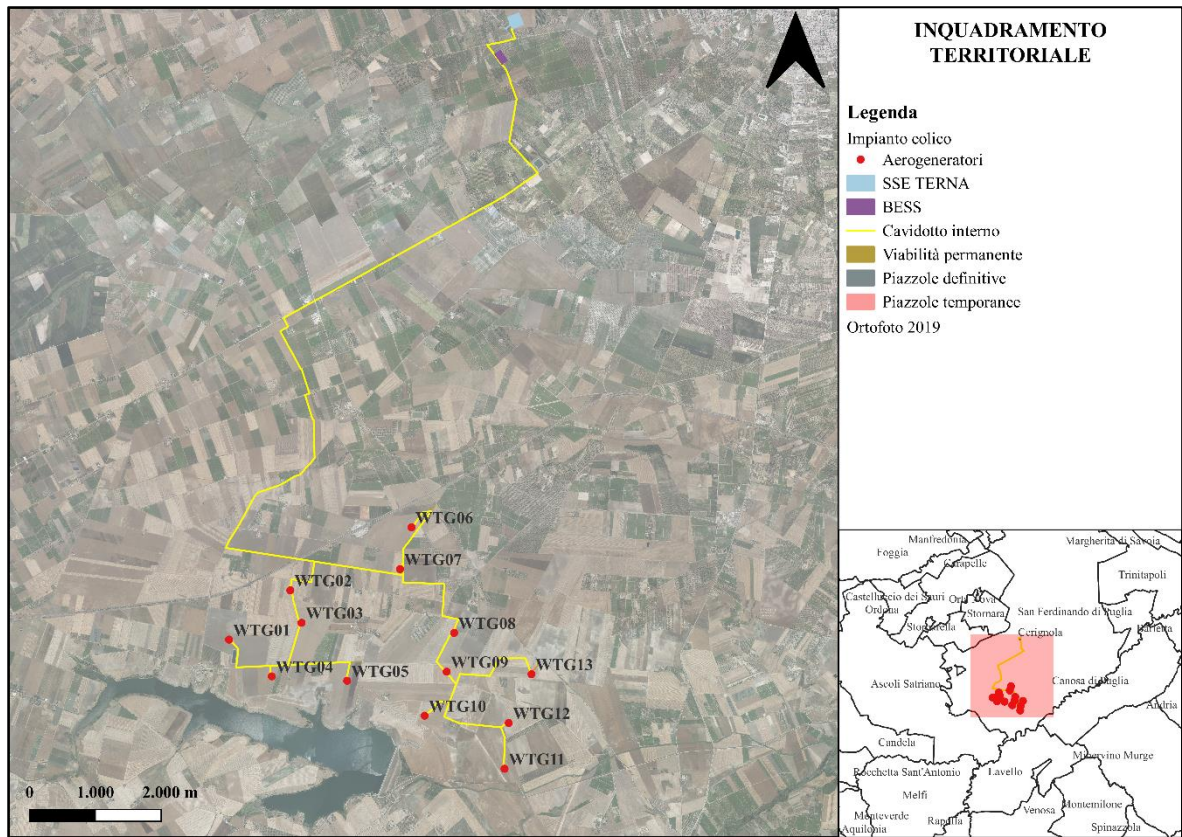 INQUADRAMENTO
TERRITORIALE
Legenda
Impianto eolico
Aerogeneratori
SSE TERNA
BESS
Cavidotto interno
Viabilità permanente
Piazzole definitive
Piazzole temporanee
Ortofoto 2019
WTG06
WTG07
WTG02
WTG03
WTG01
WTG08
WTG04
WTG05
WTG09
WTG13
WTG10
WTG12
WTG11
0 1.000 2.000 m
Manfredonia
Margherita di Savoia
Foggia
Carapelle
Trinitapoli
Castelluccio dei Sauri
Orta Nova
Ordona
Stornara
San Ferdinando di Puglia
Stornarella
Barletta
Cerignola
Ascoli Satriano
Canosa di Puglia
Andria
Candela
Minervino Murge
Rocchetta Sant'Antonio
Lavello
Melfi
Montemilone
Venosa
Monteverde
Rapolla
Aquilonia
Spinazzola